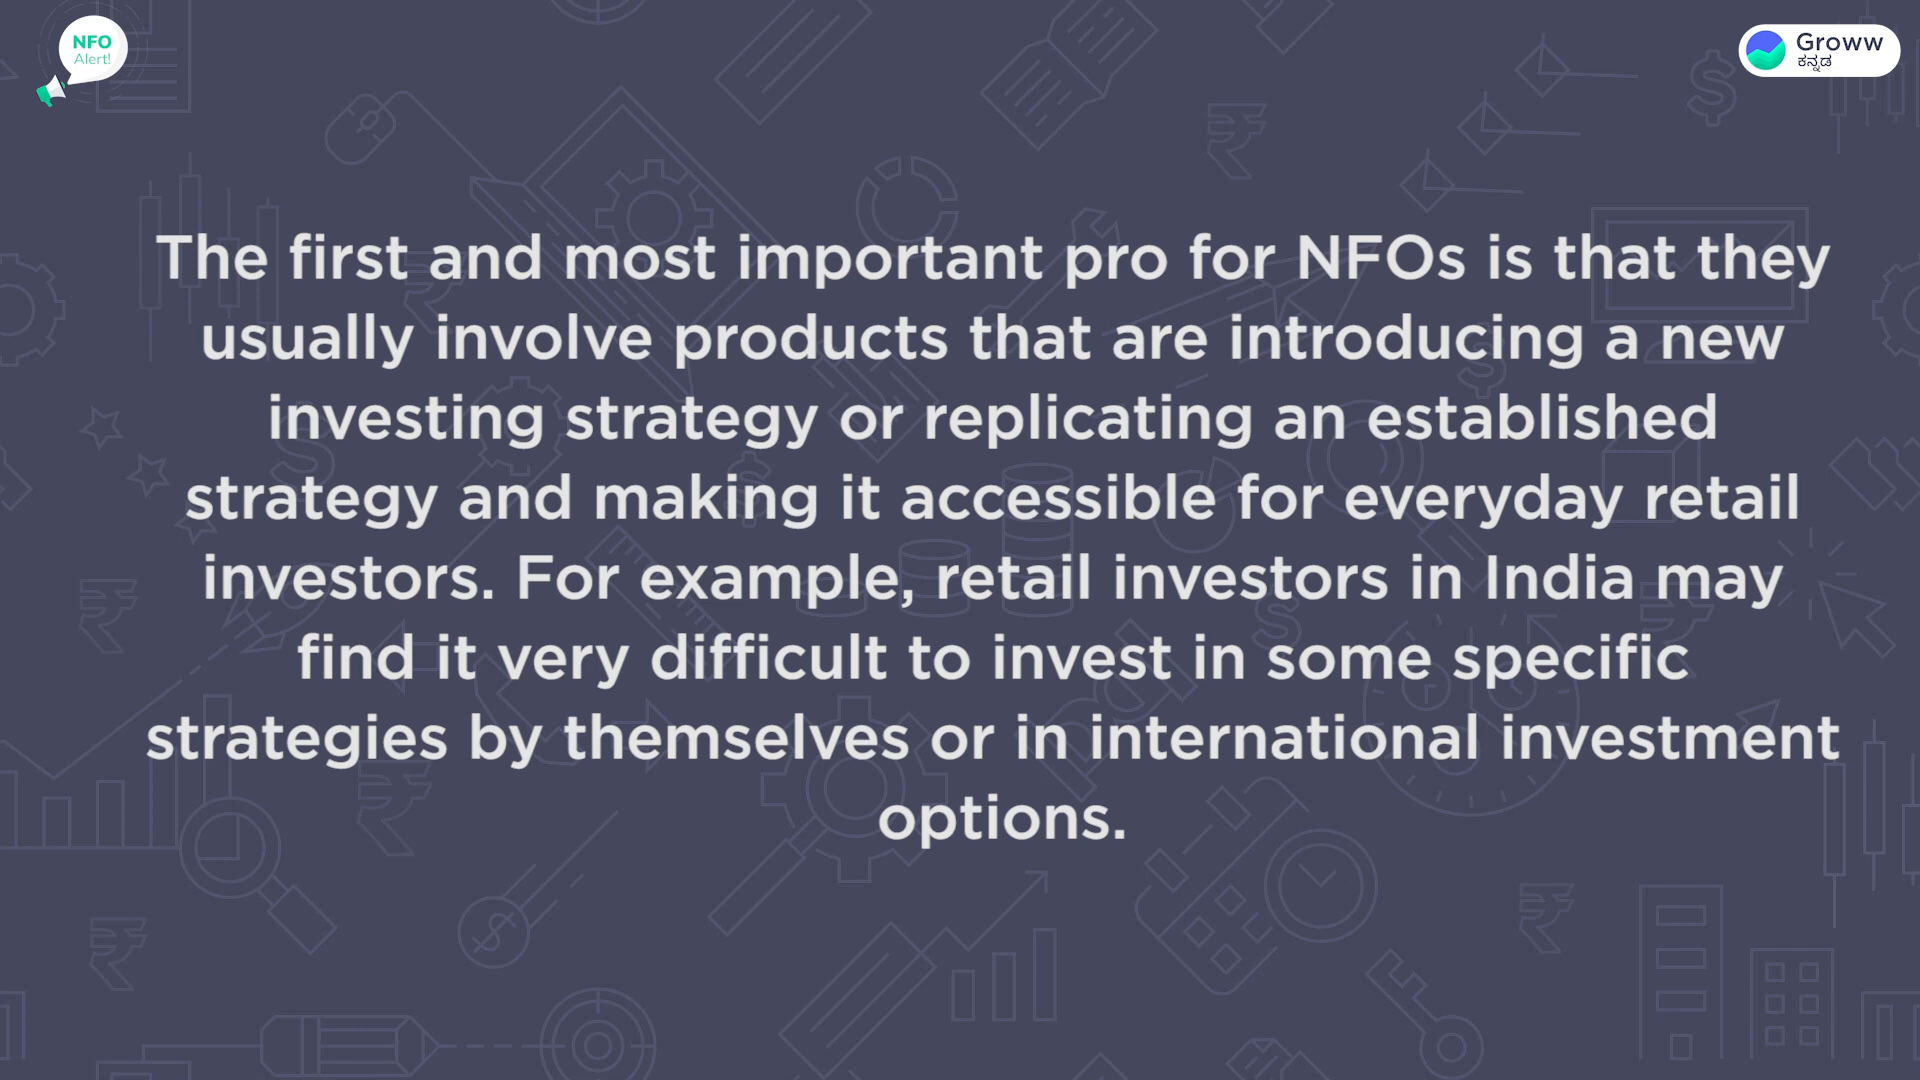 NFO
Alert!
Groww
ಕನ್ನಡ
The first and most important pro for NFOs is that they
usually involve products that are introducing a new
investing strategy or replicating an established
strategy and making it accessible for everyday retail
investors. For example, retail investors in India may
find it very difficult to invest in some specific
strategies by themselves or in international investment
options.